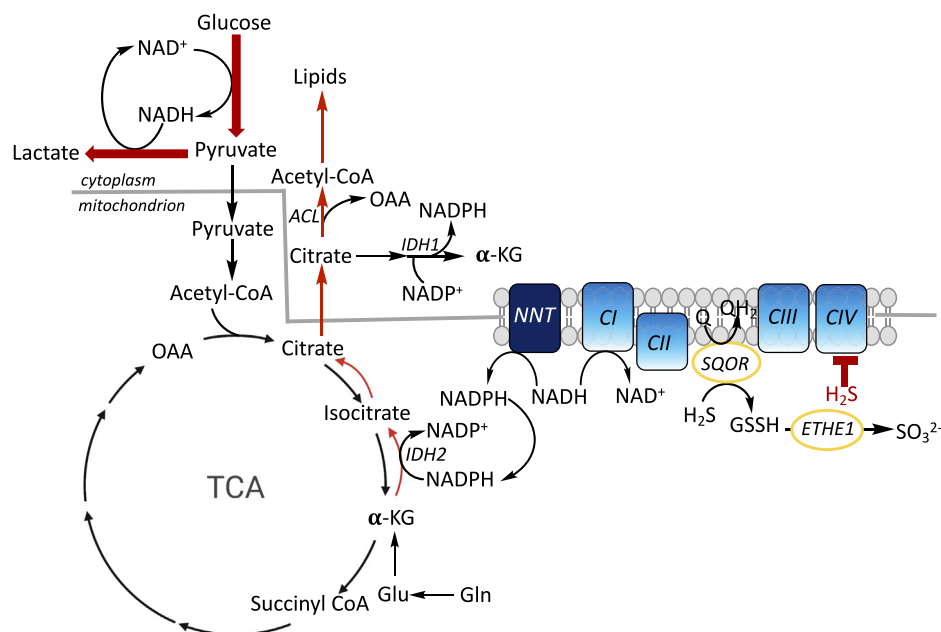 Glucose
NAD⁺
NADH
Lactate
Pyruvate
cytoplasm
mitochondrion
Pyruvate
Acetyl-CoA
OAA
Lipids
Acetyl-CoA
ACL
OAA
Citrate
NADPH
IDH1
α-KG
NADP⁺
Citrate
Isocitrate
NADP⁺
IDH2
NADPH
TCA
α-KG
Succinyl CoA
Glu
Gln
NNT
CI
CII
Q
QH₂
CIII
CIV
SQOR
NADPH
NADH
NAD⁺
H₂S
GSSH
ETHE1
SO₃²⁻
H₂S